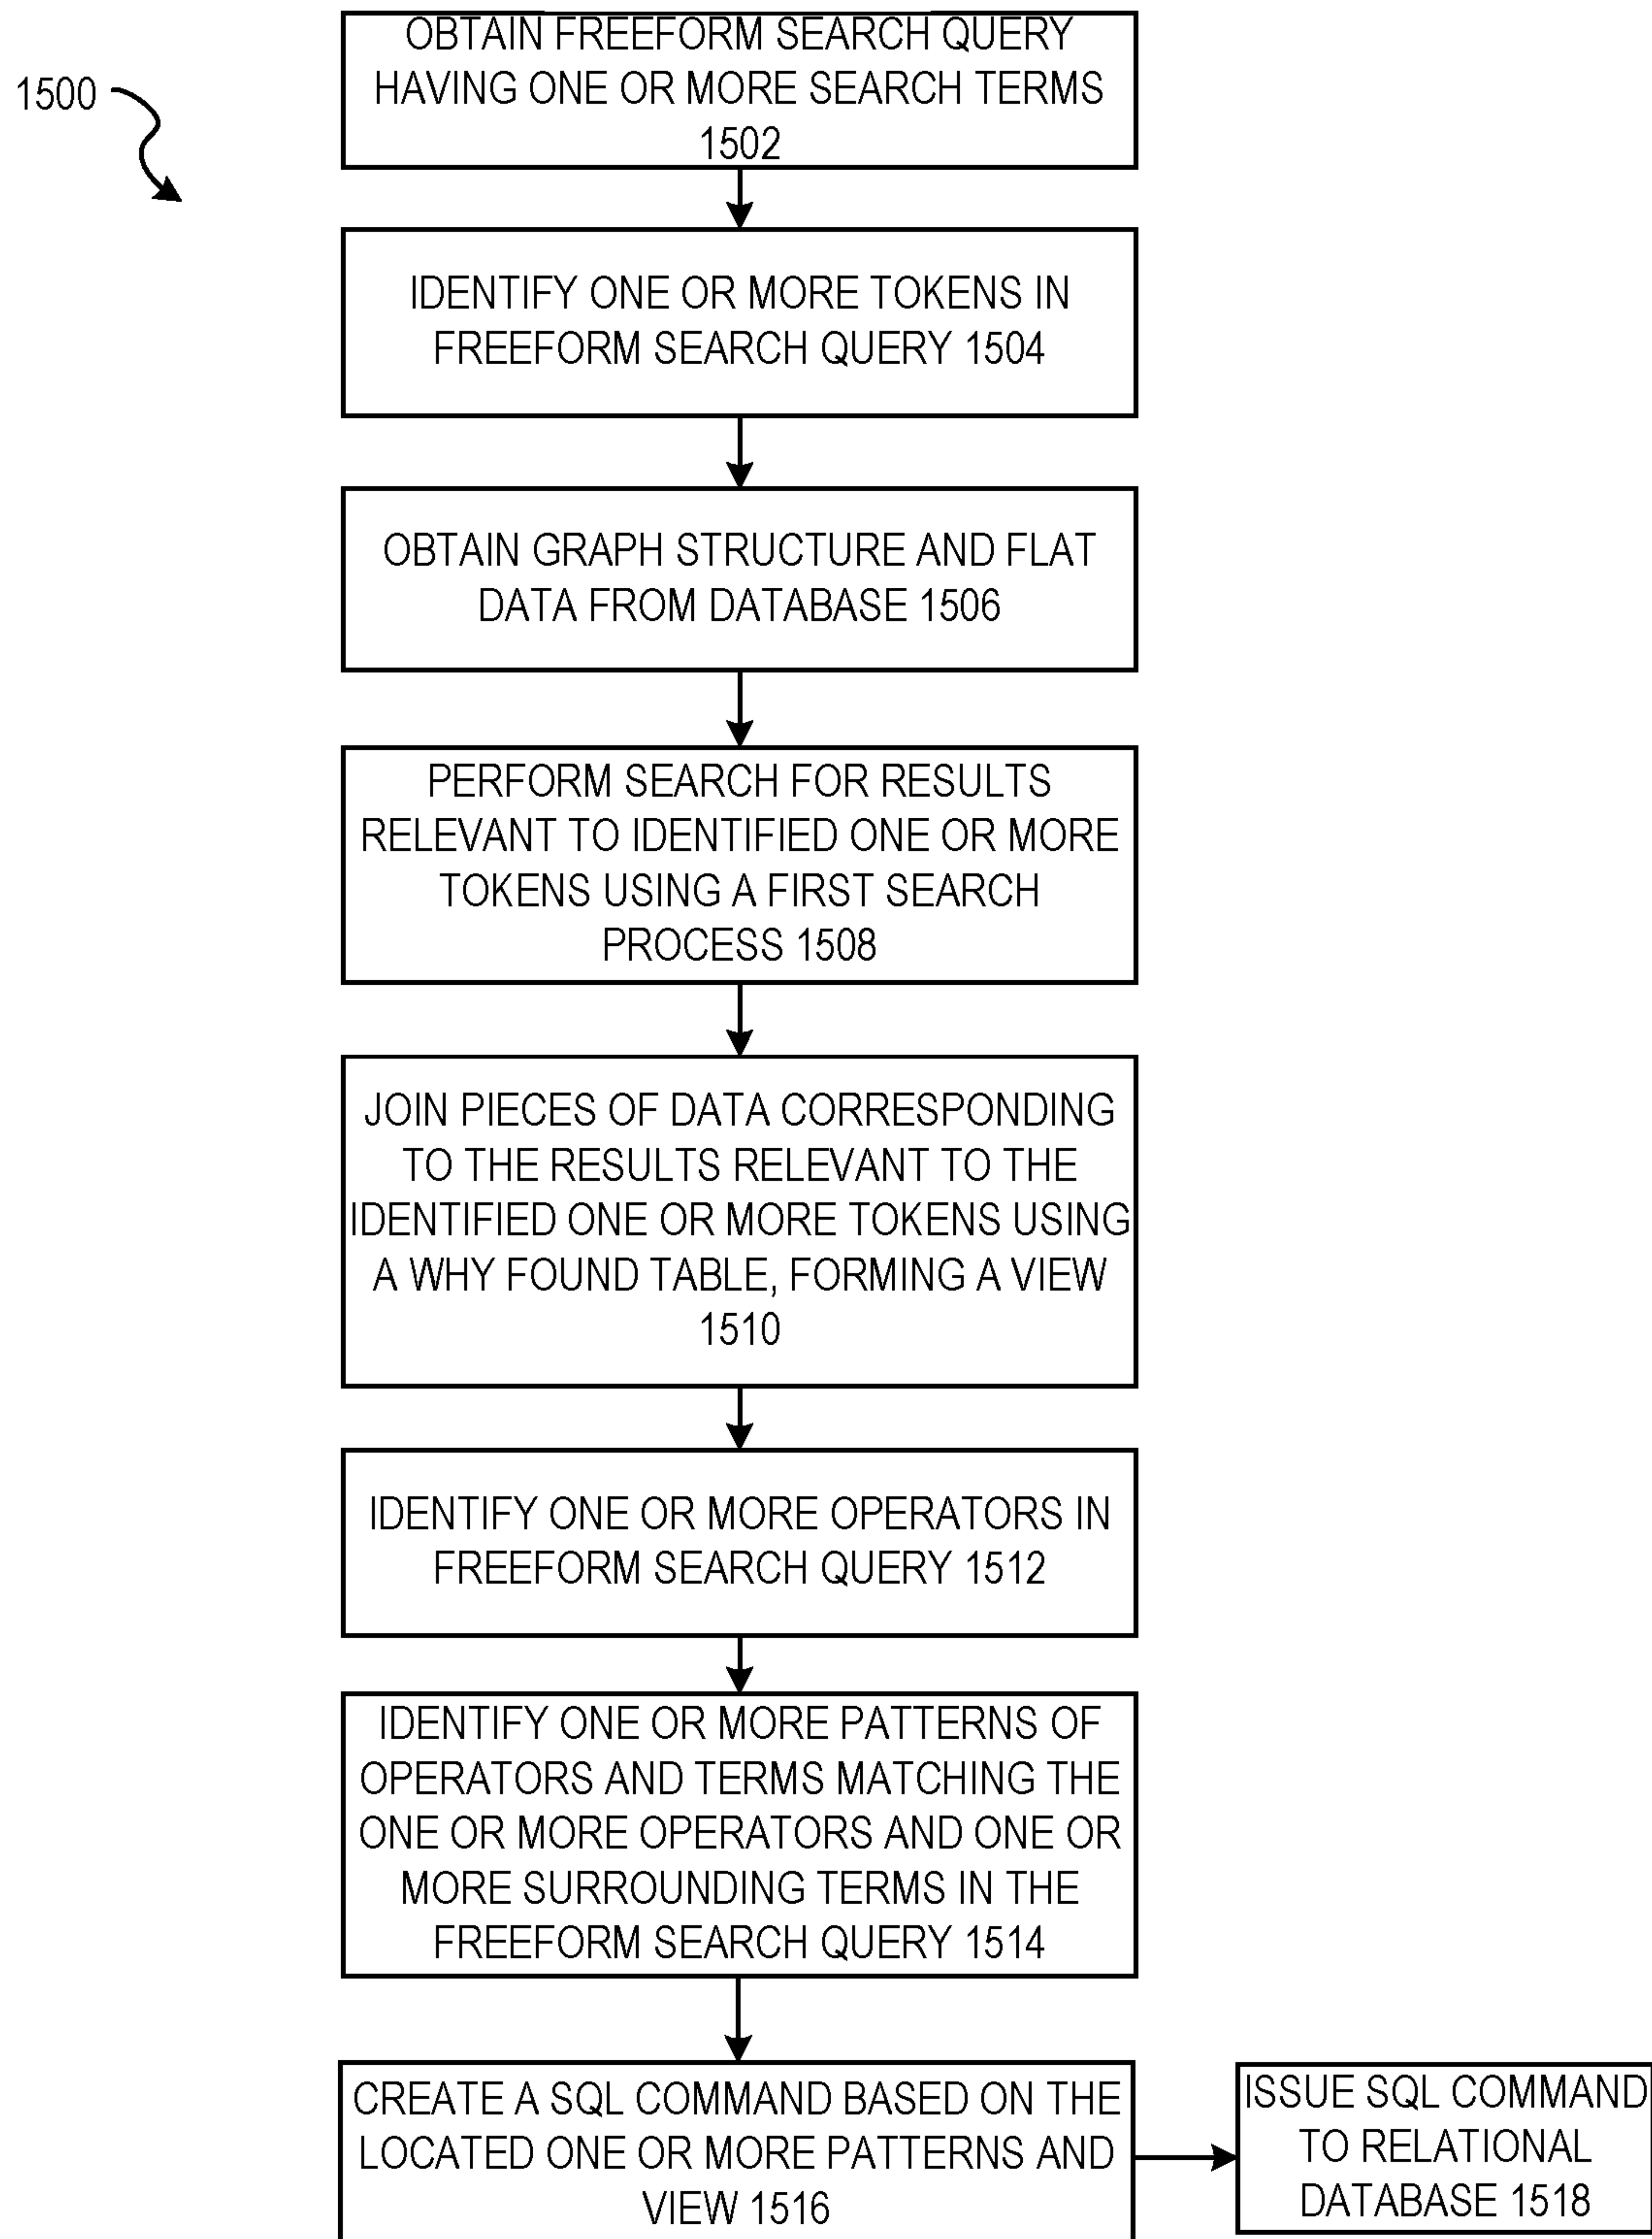 1500
OBTAIN FREEFORM SEARCH QUERY
HAVING ONE OR MORE SEARCH TERMS
1502
IDENTIFY ONE OR MORE TOKENS IN
FREEFORM SEARCH QUERY 1504
OBTAIN GRAPH STRUCTURE AND FLAT
DATA FROM DATABASE 1506
PERFORM SEARCH FOR RESULTS
RELEVANT TO IDENTIFIED ONE OR MORE
TOKENS USING A FIRST SEARCH
PROCESS 1508
JOIN PIECES OF DATA CORRESPONDING
TO THE RESULTS RELEVANT TO THE
IDENTIFIED ONE OR MORE TOKENS USING
A WHY FOUND TABLE, FORMING A VIEW
1510
IDENTIFY ONE OR MORE OPERATORS IN
FREEFORM SEARCH QUERY 1512
IDENTIFY ONE OR MORE PATTERNS OF
OPERATORS AND TERMS MATCHING THE
ONE OR MORE OPERATORS AND ONE OR
MORE SURROUNDING TERMS IN THE
FREEFORM SEARCH QUERY 1514
CREATE A SQL COMMAND BASED ON THE
LOCATED ONE OR MORE PATTERNS AND
VIEW 1516
ISSUE SQL COMMAND
TO RELATIONAL
DATABASE 1518